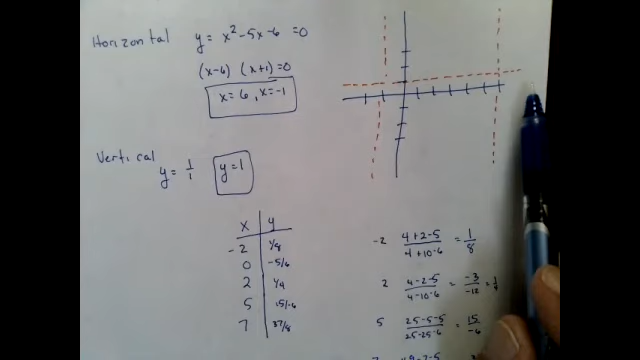 Horizontal y = x² - 5x - 6 = 0
(x-6) (x+1) = 0
x = 6, x = -1
Vertical
y = 1/1 y = 1
x y
-2 1/8
0 -5/6
2 1/4
5 15/-6
7 37/8
-2 4+2-5/4+10-6 = 1/8
2 4-2-5/4-10-6 = -3/-12 = 1/4
5 25-5-5/25-25-6 = 15/-6